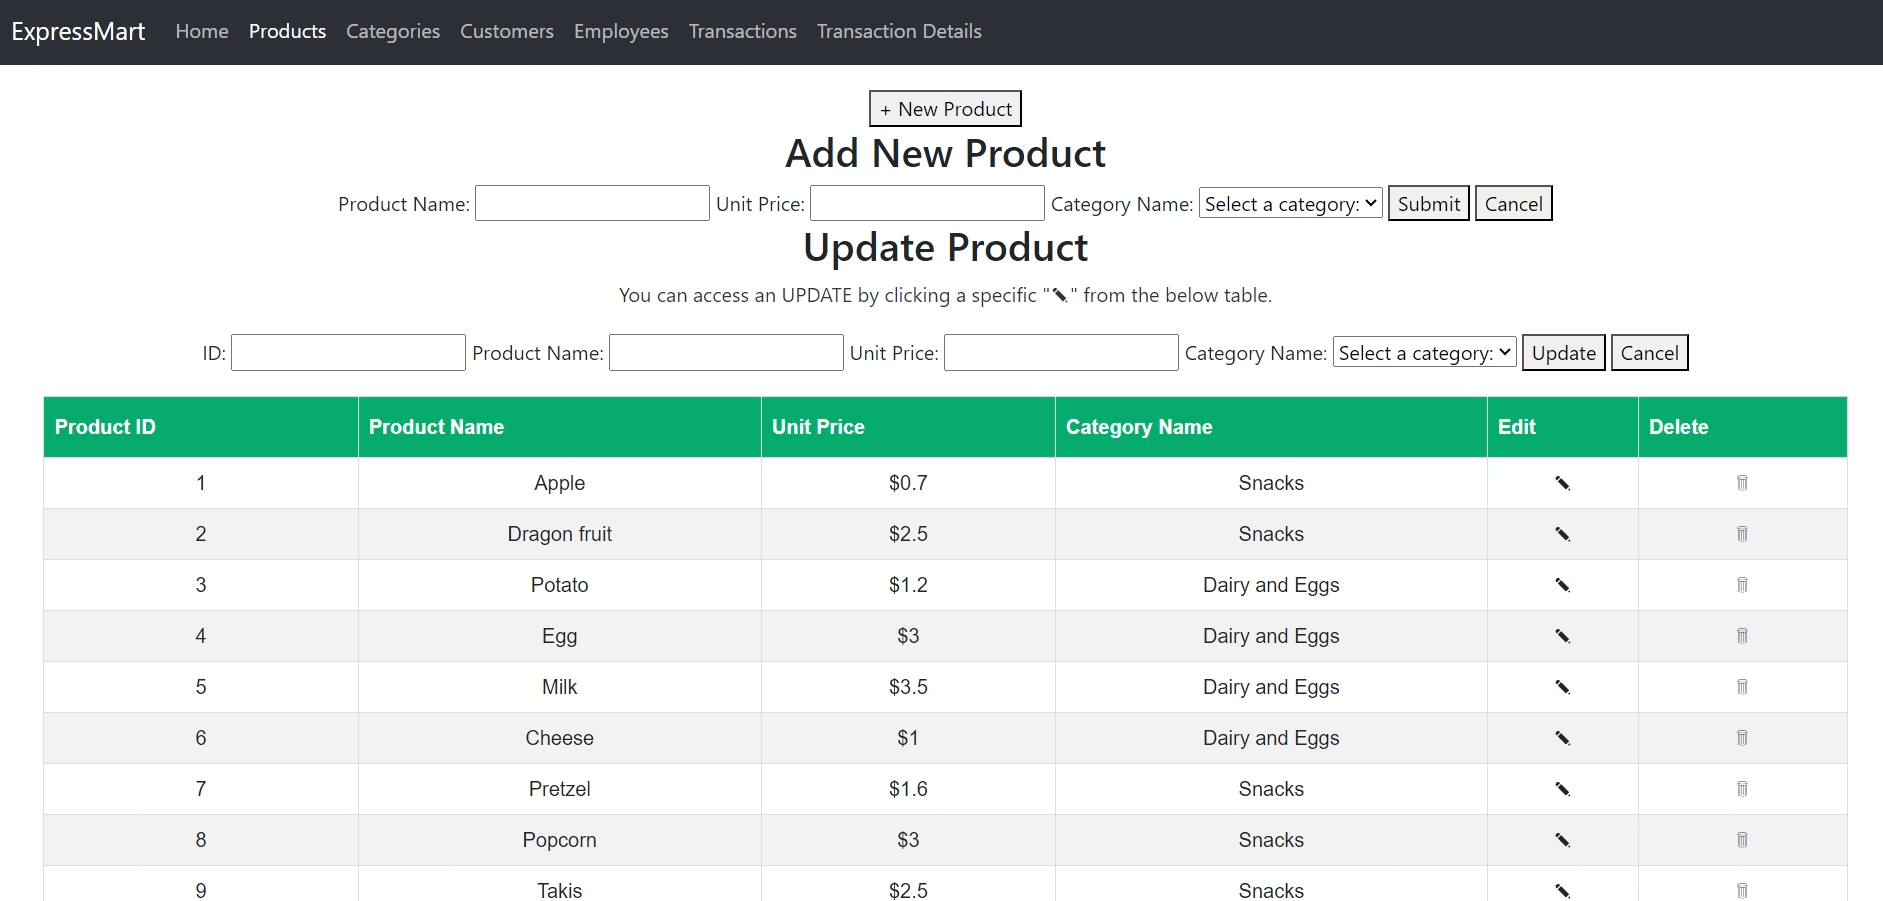 ExpressMart Home Products Categories Customers Employees Transactions Transaction Details
+ New Product
Add New Product
Product Name: Unit Price: Category Name: Select a category: Submit Cancel
Update Product
You can access an UPDATE by clicking a specific "✎" from the below table.
ID: Product Name: Unit Price: Category Name: Select a category: Update Cancel
Product ID Product Name Unit Price Category Name Edit Delete
1 Apple $0.7 Snacks
2 Dragon fruit $2.5 Snacks
3 Potato $1.2 Dairy and Eggs
4 Egg $3 Dairy and Eggs
5 Milk $3.5 Dairy and Eggs
6 Cheese $1 Dairy and Eggs
7 Pretzel $1.6 Snacks
8 Popcorn $3 Snacks
9 Takis $2.5 Snacks